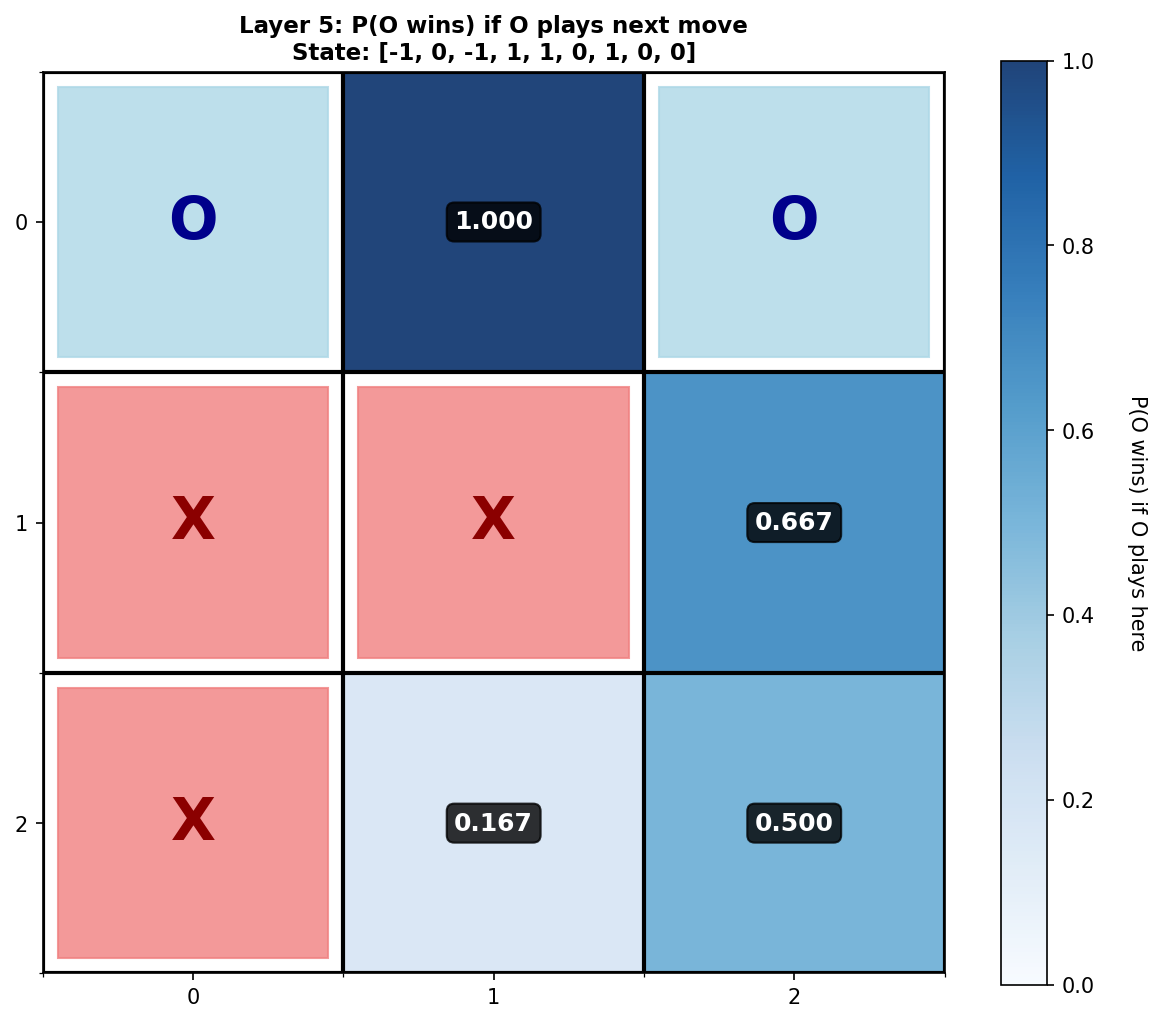 Layer 5: P(O wins) if O plays next move
State: [-1, 0, -1, 1, 1, 0, 1, 0, 0]
0
O
1.000
O
1
X
X
0.667
2
X
0.167
0.500
0
1
2
1.0
0.8
0.6
0.4
0.2
0.0
P(O wins) if O plays here